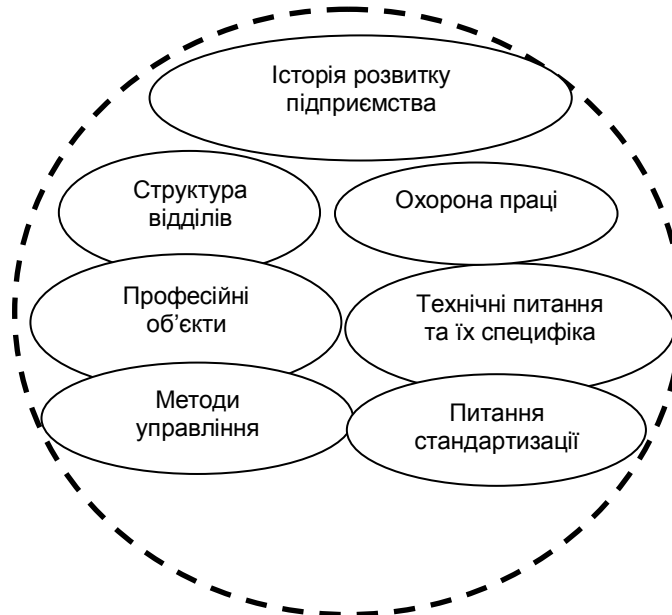 Історія розвитку
підприємства
Структура
відділів
Охорона праці
Професійні
об’єкти
Технічні питання
та їх специфіка
Методи
управління
Питання
стандартизації